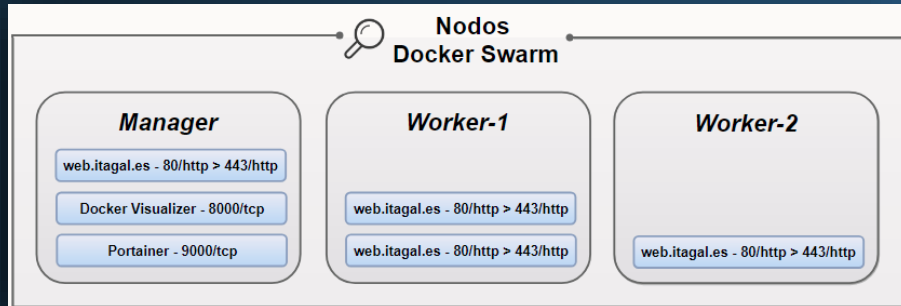 Nodos
Docker Swarm
Manager
web.itagal.es - 80/http > 443/http
Docker Visualizer - 8000/tcp
Portainer - 9000/tcp
Worker-1
web.itagal.es - 80/http > 443/http
web.itagal.es - 80/http > 443/http
Worker-2
web.itagal.es - 80/http > 443/http